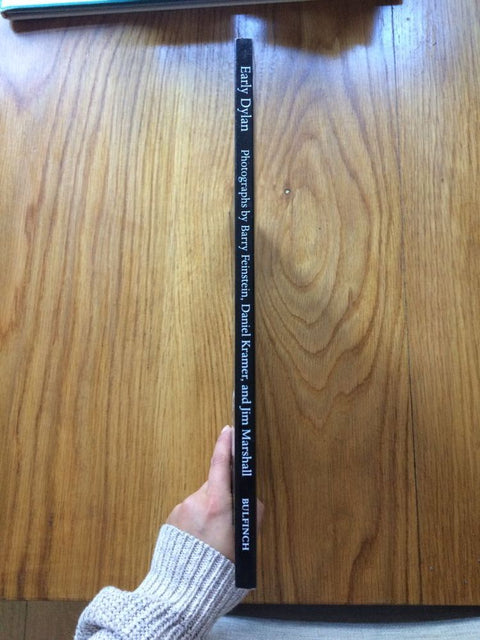 Early Dylan Photographs by Barry Feinstein, Daniel Kramer, and Jim Marshall BULFINCH